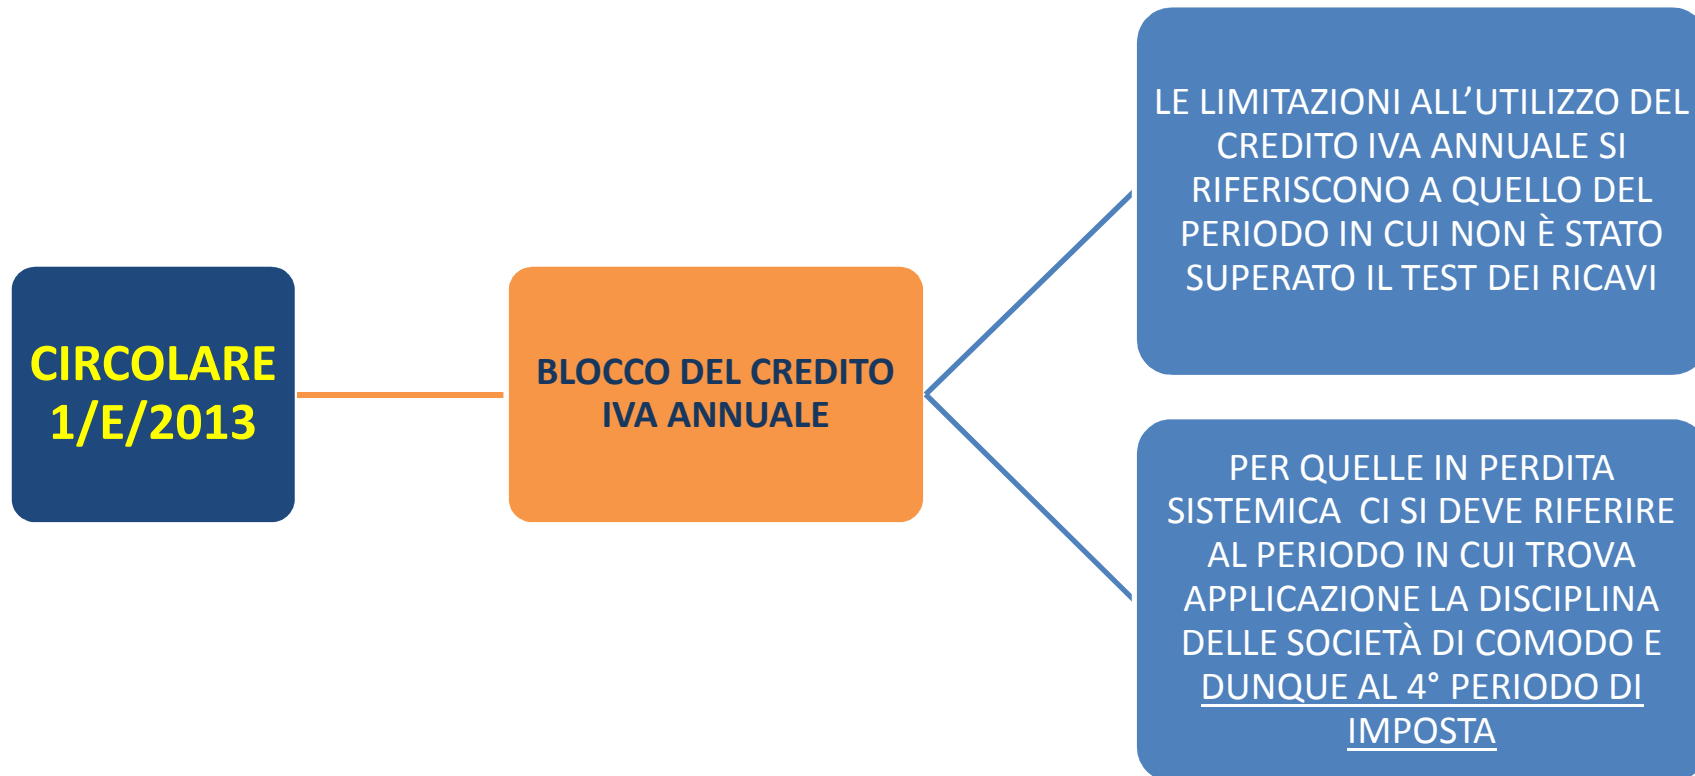 CIRCOLARE
1/E/2013
BLOCCO DEL CREDITO
IVA ANNUALE
LE LIMITAZIONI ALL’UTILIZZO DEL
CREDITO IVA ANNUALE SI
RIFERISCONO A QUELLO DEL
PERIODO IN CUI NON È STATO
SUPERATO IL TEST DEI RICAVI
PER QUELLE IN PERDITA
SISTEMICA  CI SI DEVE RIFERIRE
AL PERIODO IN CUI TROVA
APPLICAZIONE LA DISCIPLINA
DELLE SOCIETÀ DI COMODO E
DUNQUE AL 4° PERIODO DI
IMPOSTA